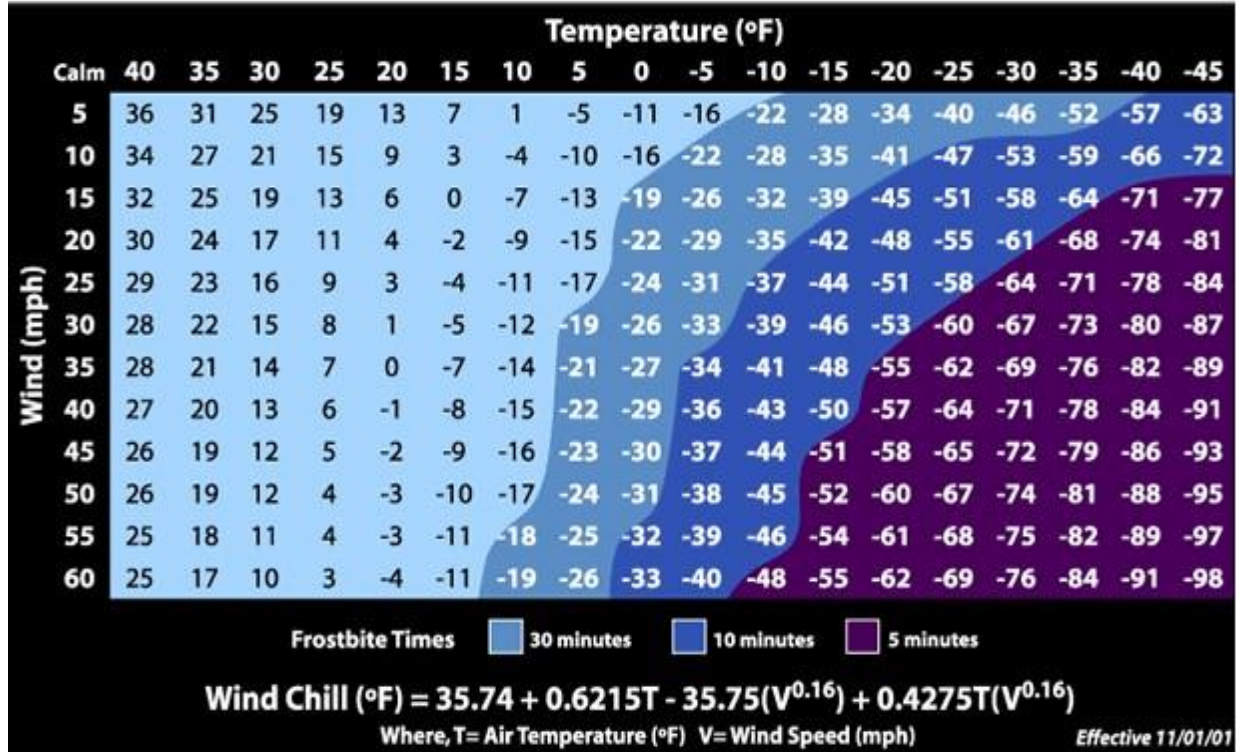 Temperature (ºF)
Calm 40 35 30 25 20 15 10 5 0 -5 -10 -15 -20 -25 -30 -35 -40 -45
5 36 31 25 19 13 7 1 -5 -11 -16 -22 -28 -34 -40 -46 -52 -57 -63
10 34 27 21 15 9 3 -4 -10 -16 -22 -28 -35 -41 -47 -53 -59 -66 -72
15 32 25 19 13 6 0 -7 -13 -19 -26 -32 -39 -45 -51 -58 -64 -71 -77
20 30 24 17 11 4 -2 -9 -15 -22 -29 -35 -42 -48 -55 -61 -68 -74 -81
25 29 23 16 9 3 -4 -11 -17 -24 -31 -37 -44 -51 -58 -64 -71 -78 -84
30 28 22 15 8 1 -5 -12 -19 -26 -33 -39 -46 -53 -60 -67 -73 -80 -87
35 28 21 14 7 0 -7 -14 -21 -27 -34 -41 -48 -55 -62 -69 -76 -82 -89
40 27 20 13 6 -1 -8 -15 -22 -29 -36 -43 -50 -57 -64 -71 -78 -84 -91
45 26 19 12 5 -2 -9 -16 -23 -30 -37 -44 -51 -58 -65 -72 -79 -86 -93
50 26 19 12 4 -3 -10 -17 -24 -31 -38 -45 -52 -60 -67 -74 -81 -88 -95
55 25 18 11 4 -3 -11 -18 -25 -32 -39 -46 -54 -61 -68 -75 -82 -89 -97
60 25 17 10 3 -4 -11 -19 -26 -33 -40 -48 -55 -62 -69 -76 -84 -91 -98
Wind (mph)
Frostbite Times 30 minutes 10 minutes 5 minutes
Wind Chill (ºF) = 35.74 + 0.6215T - 35.75(V^0.16) + 0.4275T(V^0.16)
Where, T= Air Temperature (ºF) V= Wind Speed (mph)
Effective 11/01/01